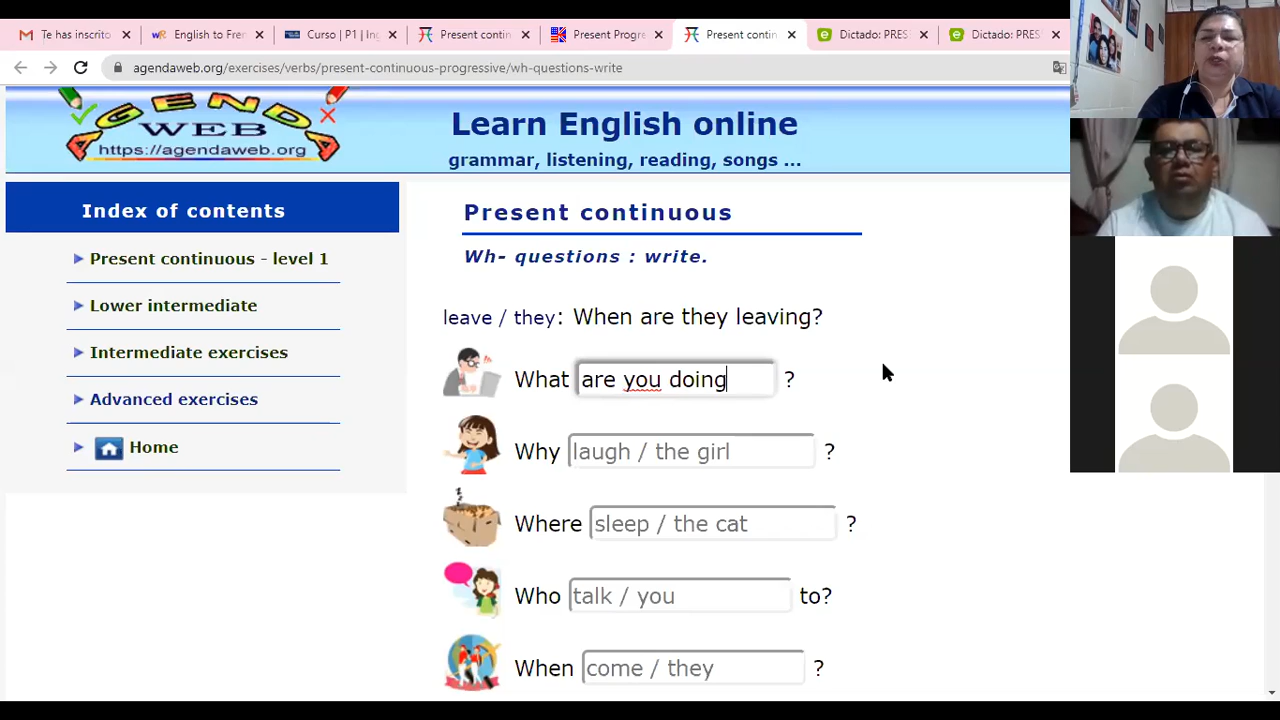 Te has inscrito
English to Fre
Curso | P1 | In
Present contin
Present Progre
Present contin
Dictado: PRES
Dictado: PRES
agendaweb.org/exercises/verbs/present-continuous-progressive/wh-questions-write
AGENDA
WEB
https://agendaweb.org
Learn English online
grammar, listening, reading, songs ...
Index of contents
Present continuous - level 1
Lower intermediate
Intermediate exercises
Advanced exercises
Home
Present continuous
Wh- questions : write.
leave / they: When are they leaving?
What are you doing ?
Why laugh / the girl ?
Where sleep / the cat ?
Who talk / you to?
When come / they ?